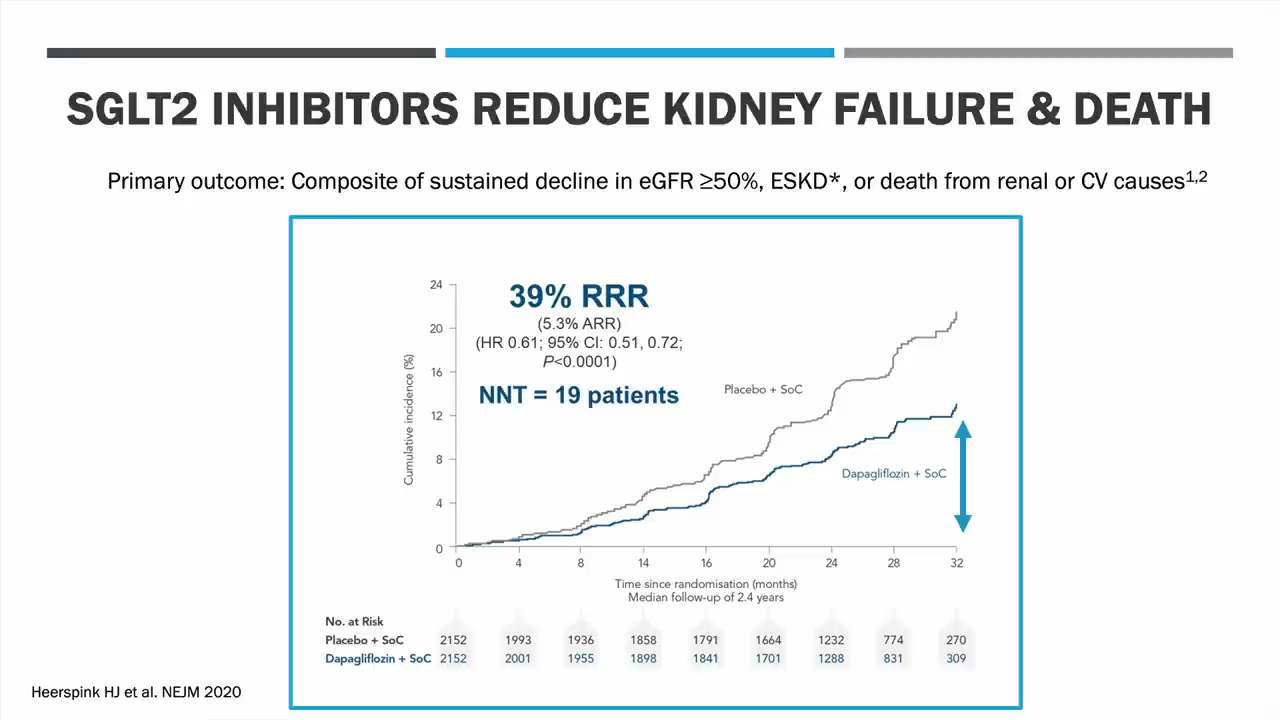 SGLT2 INHIBITORS REDUCE KIDNEY FAILURE & DEATH
Primary outcome: Composite of sustained decline in eGFR ≥50%, ESKD*, or death from renal or CV causes1,2
39% RRR
(5.3% ARR)
(HR 0.61; 95% CI: 0.51, 0.72;
P<0.0001)
NNT = 19 patients
Cumulative incidence (%)
24
20
16
12
8
4
0
Placebo + SoC
Dapagliflozin + SoC
0 4 8 14 16 20 24 28 32
Time since randomisation (months)
Median follow-up of 2.4 years
No. at Risk
Placebo + SoC 2152 1993 1936 1858 1791 1664 1232 774 270
Dapagliflozin + SoC 2152 2001 1955 1898 1841 1701 1288 831 309
Heerspink HJ et al. NEJM 2020